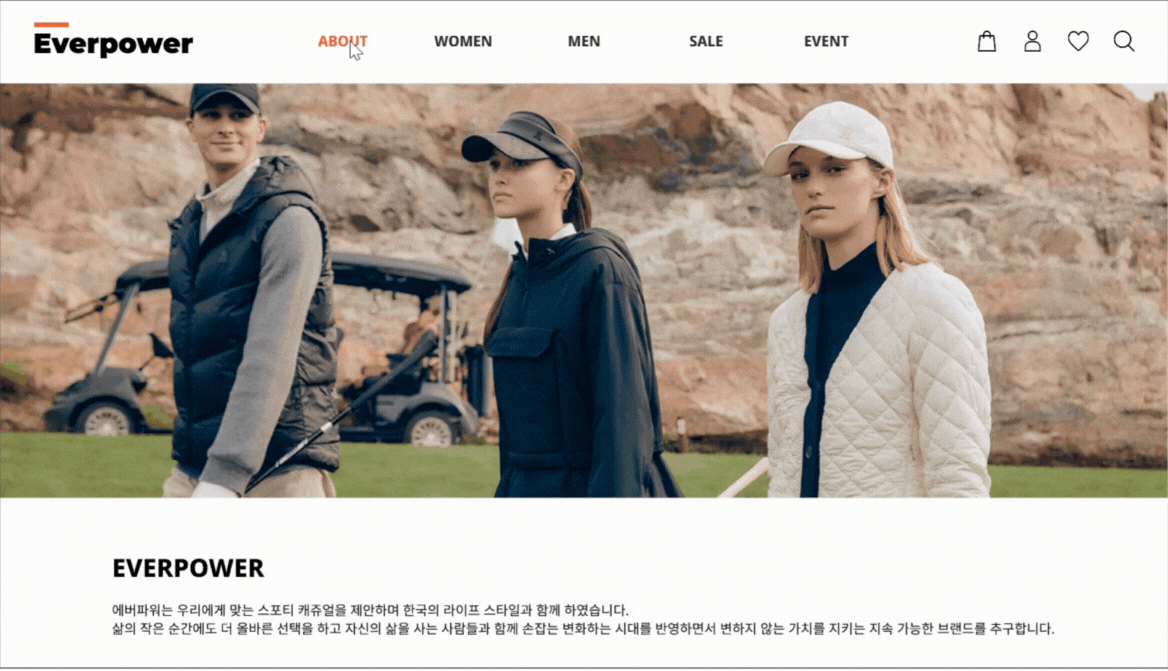 Everpower
ABOUT WOMEN MEN SALE EVENT
EVERPOWER
에버파워는 우리에게 맞는 스포티 캐쥬얼을 제안하며 한국의 라이프 스타일과 함께 하였습니다.
삶의 작은 순간에도 더 올바른 선택을 하고 자신의 삶을 사는 사람들과 함께 손잡는 변화하는 시대를 반영하면서 변하지 않는 가치를 지키는 지속 가능한 브랜드를 추구합니다.